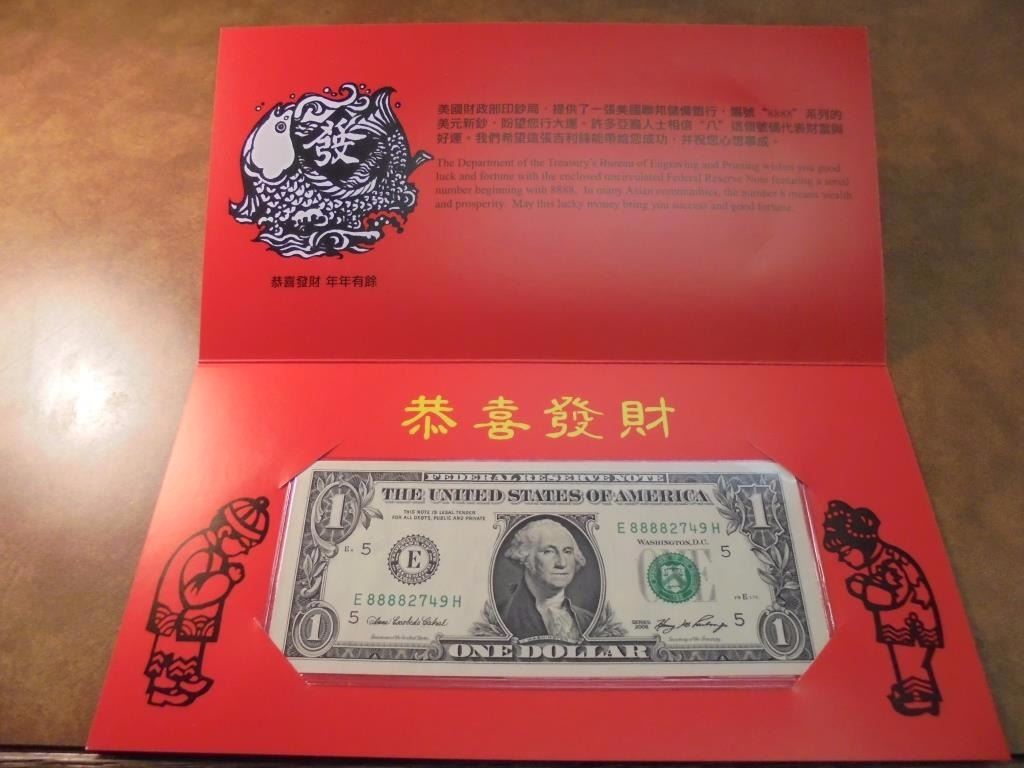 發
恭喜發財 年年有餘
美國財政部印鈔局，提供了一張美國聯邦儲備銀行，編號“8888”系列的
美元新鈔，盼望您行大運。許多亞裔人士相信“八”這個號碼代表財富與
好運。我們希望這張吉利錢能帶給您成功，并祝您心想事成。
The Department of the Treasury's Bureau of Engraving and Printing wishes you good
luck and fortune with the enclosed uncirculated Federal Reserve Note featuring a serial
number beginning with 8888. In many Asian communities, the number 8 means wealth
and prosperity. May this lucky money bring you success and good fortune.
恭喜發財
FEDERAL RESERVE NOTE
THE UNITED STATES OF AMERICA
1
1
THIS NOTE IS LEGAL TENDER
FOR ALL DEBTS, PUBLIC AND PRIVATE
E 88882749 H
WASHINGTON, D.C.
5
5
E
ONE
E 88882749 H
5
5
SERIES
2006
Secretary of the Treasury
WASHINGTON
1
1
ONE DOLLAR